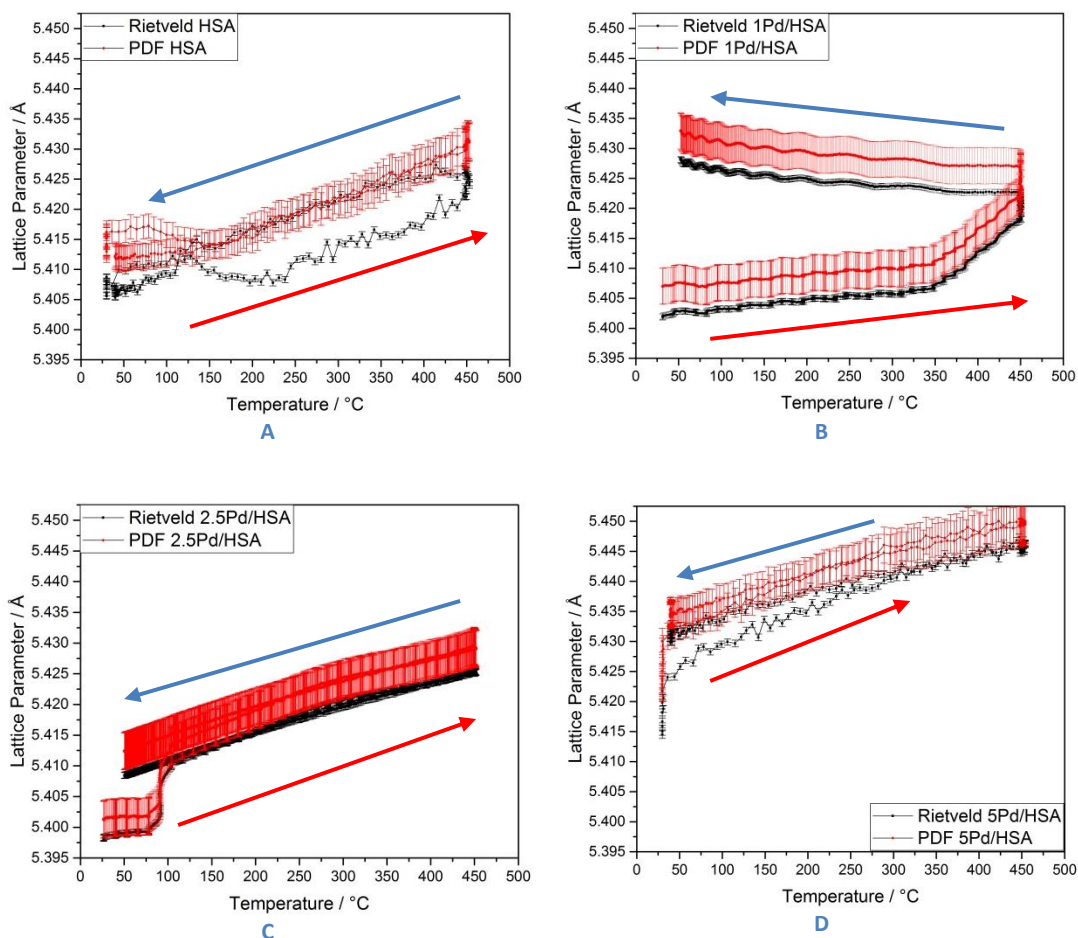 5.450
5.445
5.440
5.435
5.430
5.425
5.420
5.415
5.410
5.405
5.400
5.395
Lattice Parameter / Å
Rietveld HSA
PDF HSA
0 50 100 150 200 250 300 350 400 450 500
Temperature / °C
A
5.450
5.445
5.440
5.435
5.430
5.425
5.420
5.415
5.410
5.405
5.400
5.395
Lattice Parameter / Å
Rietveld 1Pd/HSA
PDF 1Pd/HSA
0 50 100 150 200 250 300 350 400 450 500
Temperature / °C
B
5.450
5.445
5.440
5.435
5.430
5.425
5.420
5.415
5.410
5.405
5.400
5.395
Lattice Parameter / Å
Rietveld 2.5Pd/HSA
PDF 2.5Pd/HSA
0 50 100 150 200 250 300 350 400 450 500
Temperature / °C
C
5.450
5.445
5.440
5.435
5.430
5.425
5.420
5.415
5.410
5.405
5.400
5.395
Lattice Parameter / Å
Rietveld 5Pd/HSA
PDF 5Pd/HSA
0 50 100 150 200 250 300 350 400 450 500
Temperature / °C
D